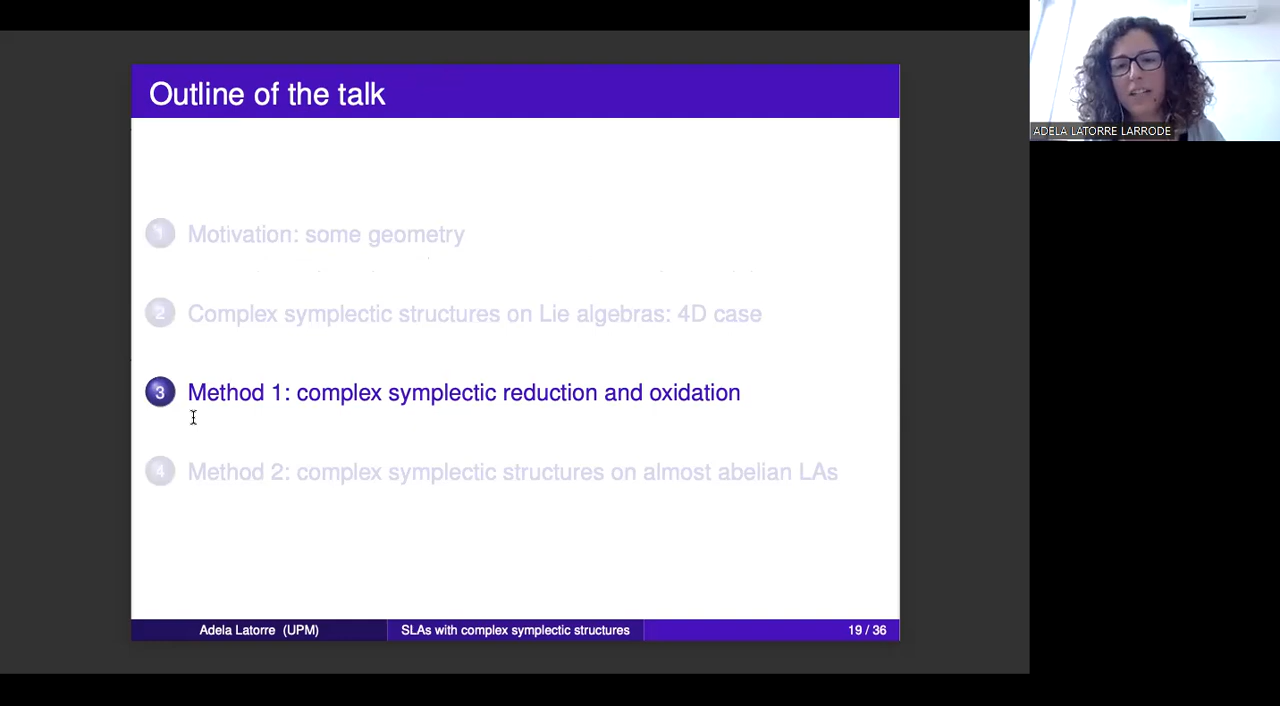 Outline of the talk
1 Motivation: some geometry
2 Complex symplectic structures on Lie algebras: 4D case
3 Method 1: complex symplectic reduction and oxidation
4 Method 2: complex symplectic structures on almost abelian LAs
Adela Latorre (UPM) SLAs with complex symplectic structures 19 / 36
ADELA LATORRE LARRODE